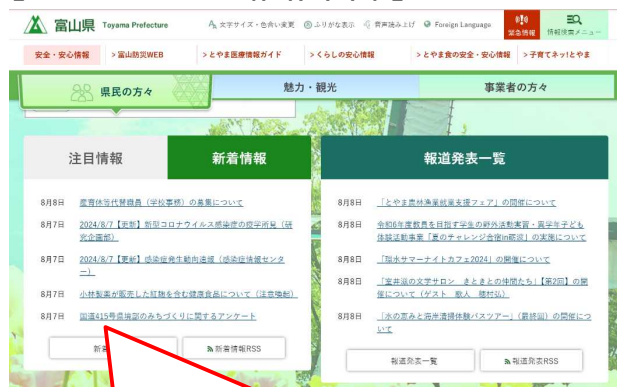 富山県 Toyama Prefecture
文字サイズ・色合い変更 ふりがな表示 音声読み上げ Foreign Language
緊急情報 情報検索メニュー
安全・安心情報 >富山防災WEB >とやま医療情報ガイド >くらしの安心情報 >とやま食の安全・安心情報 >子育てネッ!とやま
県民の方々 魅力・観光 事業者の方々
注目情報 新着情報
8月8日 産育休等代替職員（学校事務）の募集について
8月7日 2024/8/7【更新】新型コロナウイルス感染症の疫学所見（研
究企画部）
8月7日 2024/8/7【更新】感染症発生動向速報（感染症情報センタ
ー）
8月7日 小林製薬が販売した紅麹を含む健康食品について（注意喚起）
8月7日 国道415号県境部のみちづくりに関するアンケート
新着情報RSS
報道発表一覧
8月8日 「とやま農林漁業就業支援フェア」の開催について
8月8日 令和6年度教員を目指す学生の野外活動実習・異学年子ども
体験活動事業「夏のチャレンジ合宿in砺波」の実施について
8月8日 「環水サマーナイトカフェ2024」の開催について
8月8日 「室井滋の文学サロン きときとの仲間たち」【第2回】の開
催について（ゲスト 歌人 穂村弘）
8月8日 「水の恵みと海岸清掃体験バスツアー」（最終回）の開催につ
いて
報道発表一覧 報道発表RSS